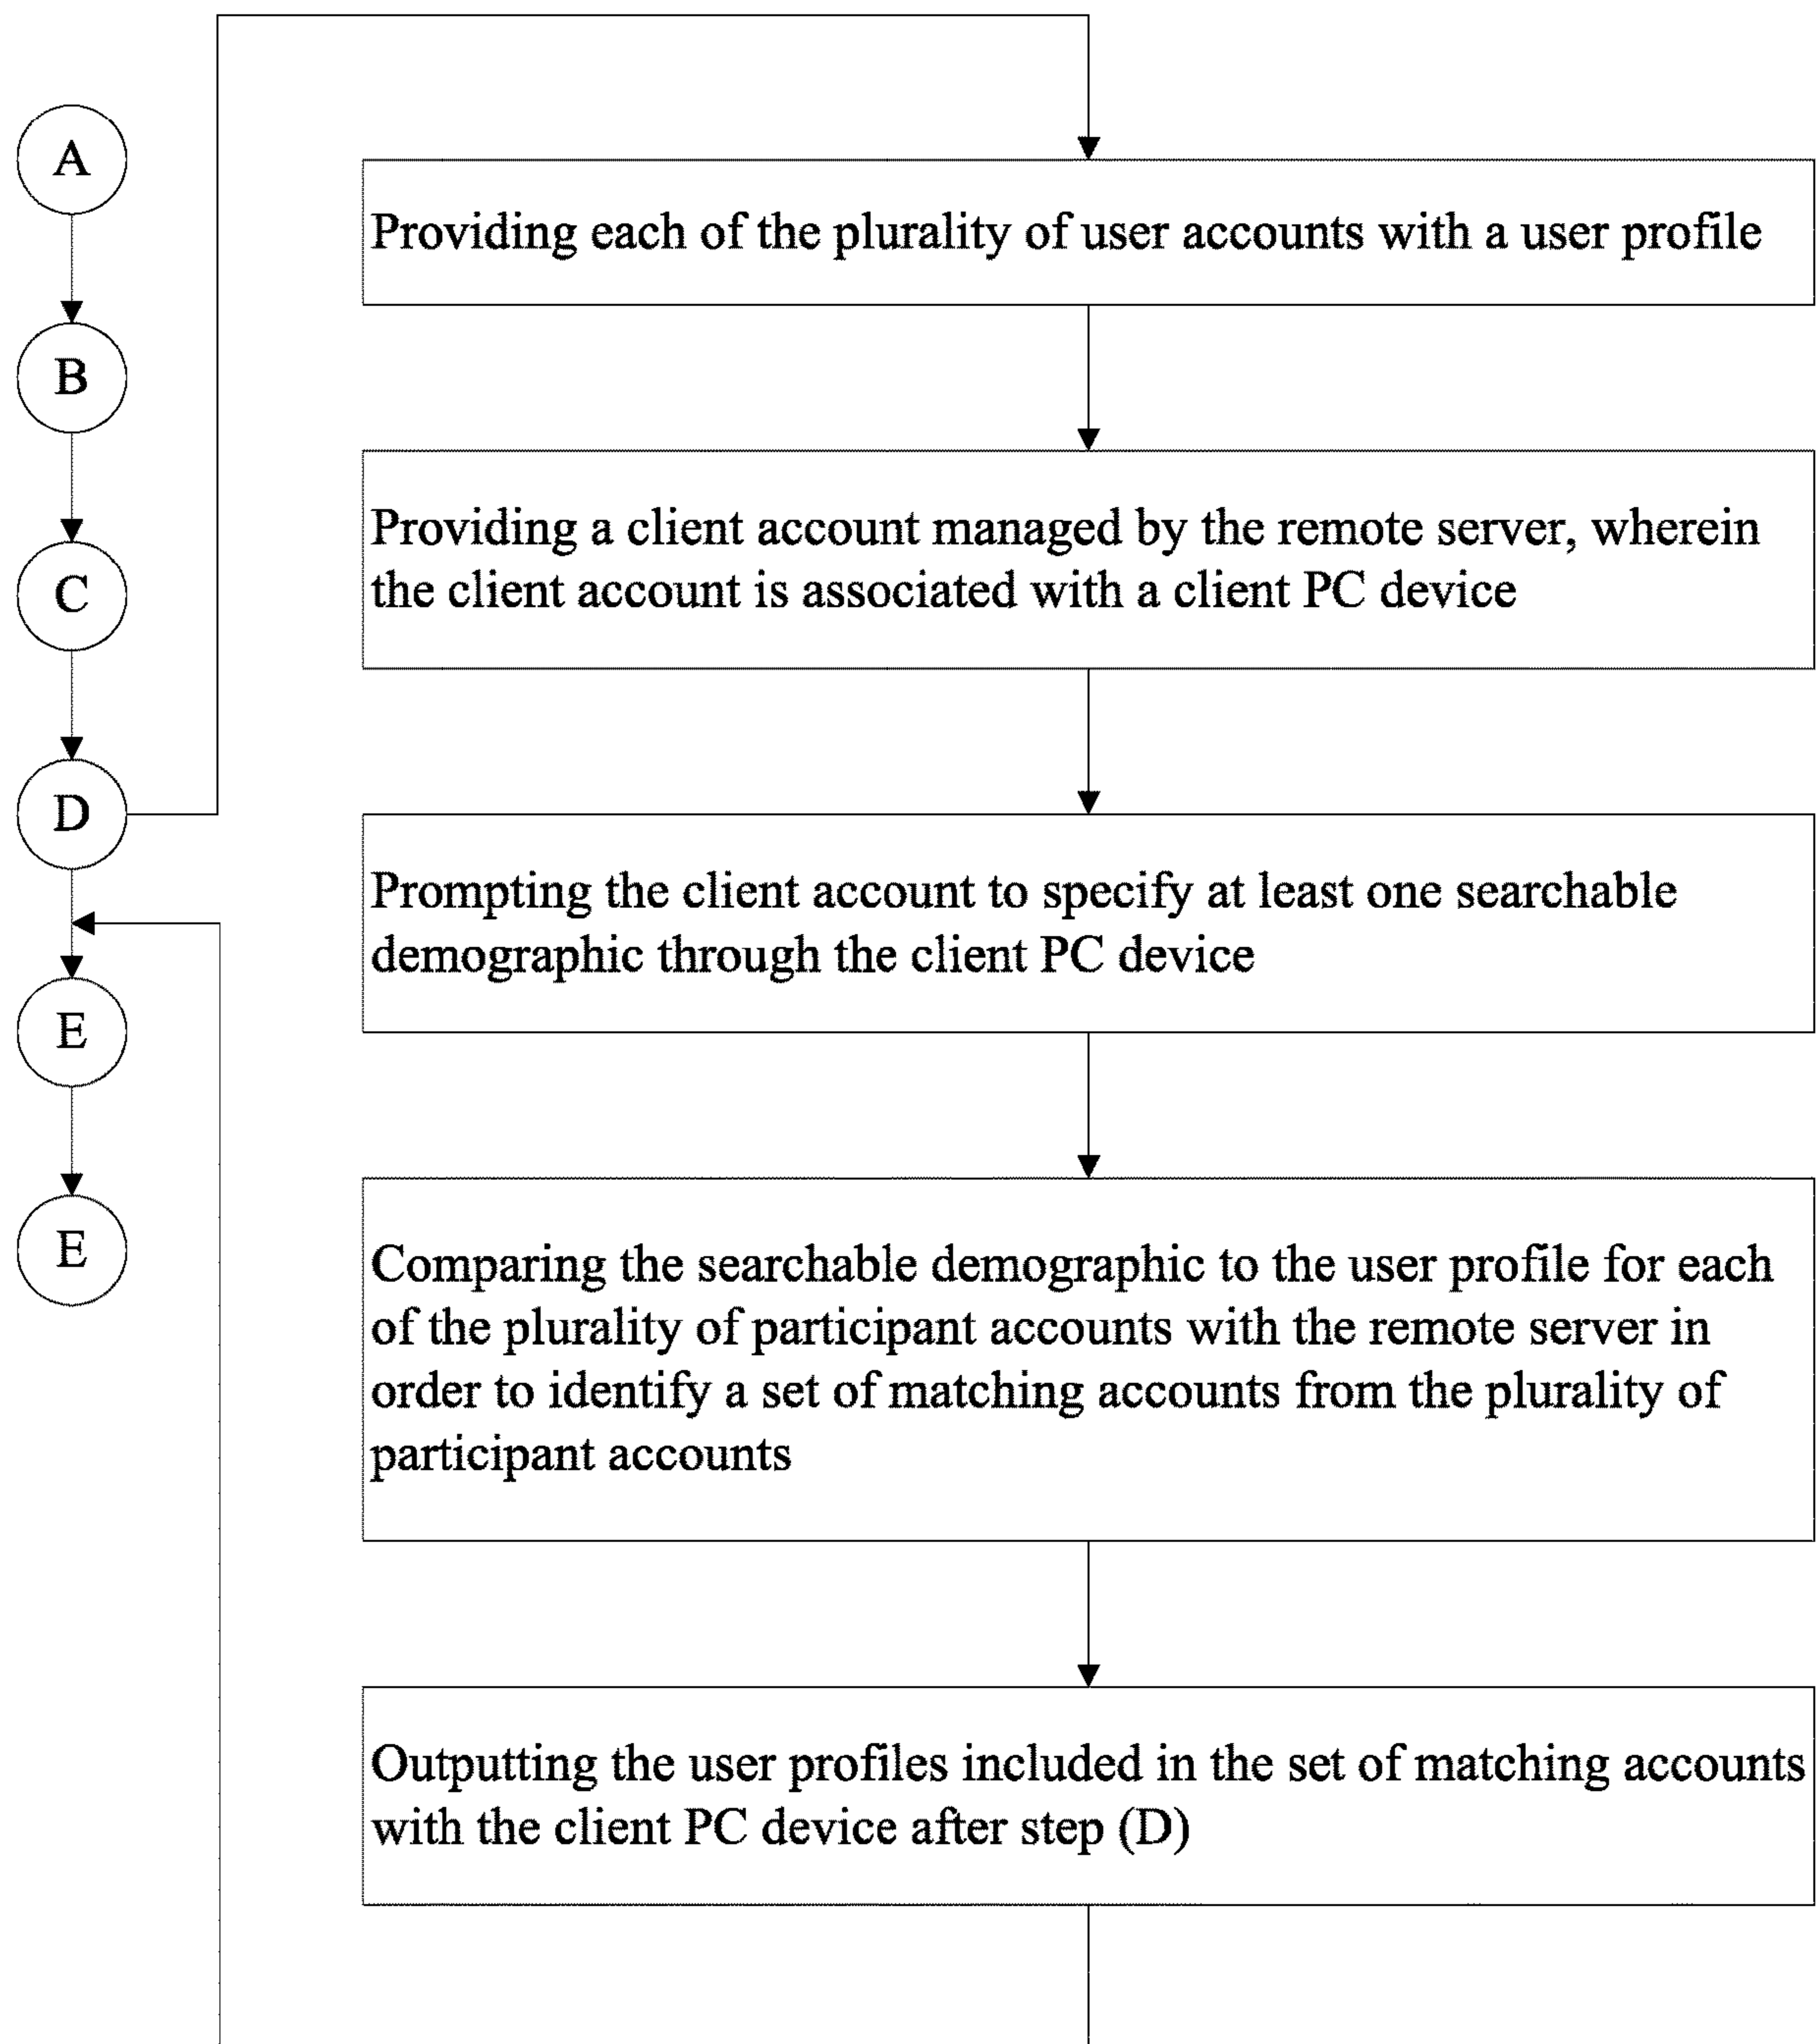 A
B
C
D
E
E
Providing each of the plurality of user accounts with a user profile
Providing a client account managed by the remote server, wherein
the client account is associated with a client PC device
Prompting the client account to specify at least one searchable
demographic through the client PC device
Comparing the searchable demographic to the user profile for each
of the plurality of participant accounts with the remote server in
order to identify a set of matching accounts from the plurality of
participant accounts
Outputting the user profiles included in the set of matching accounts
with the client PC device after step (D)